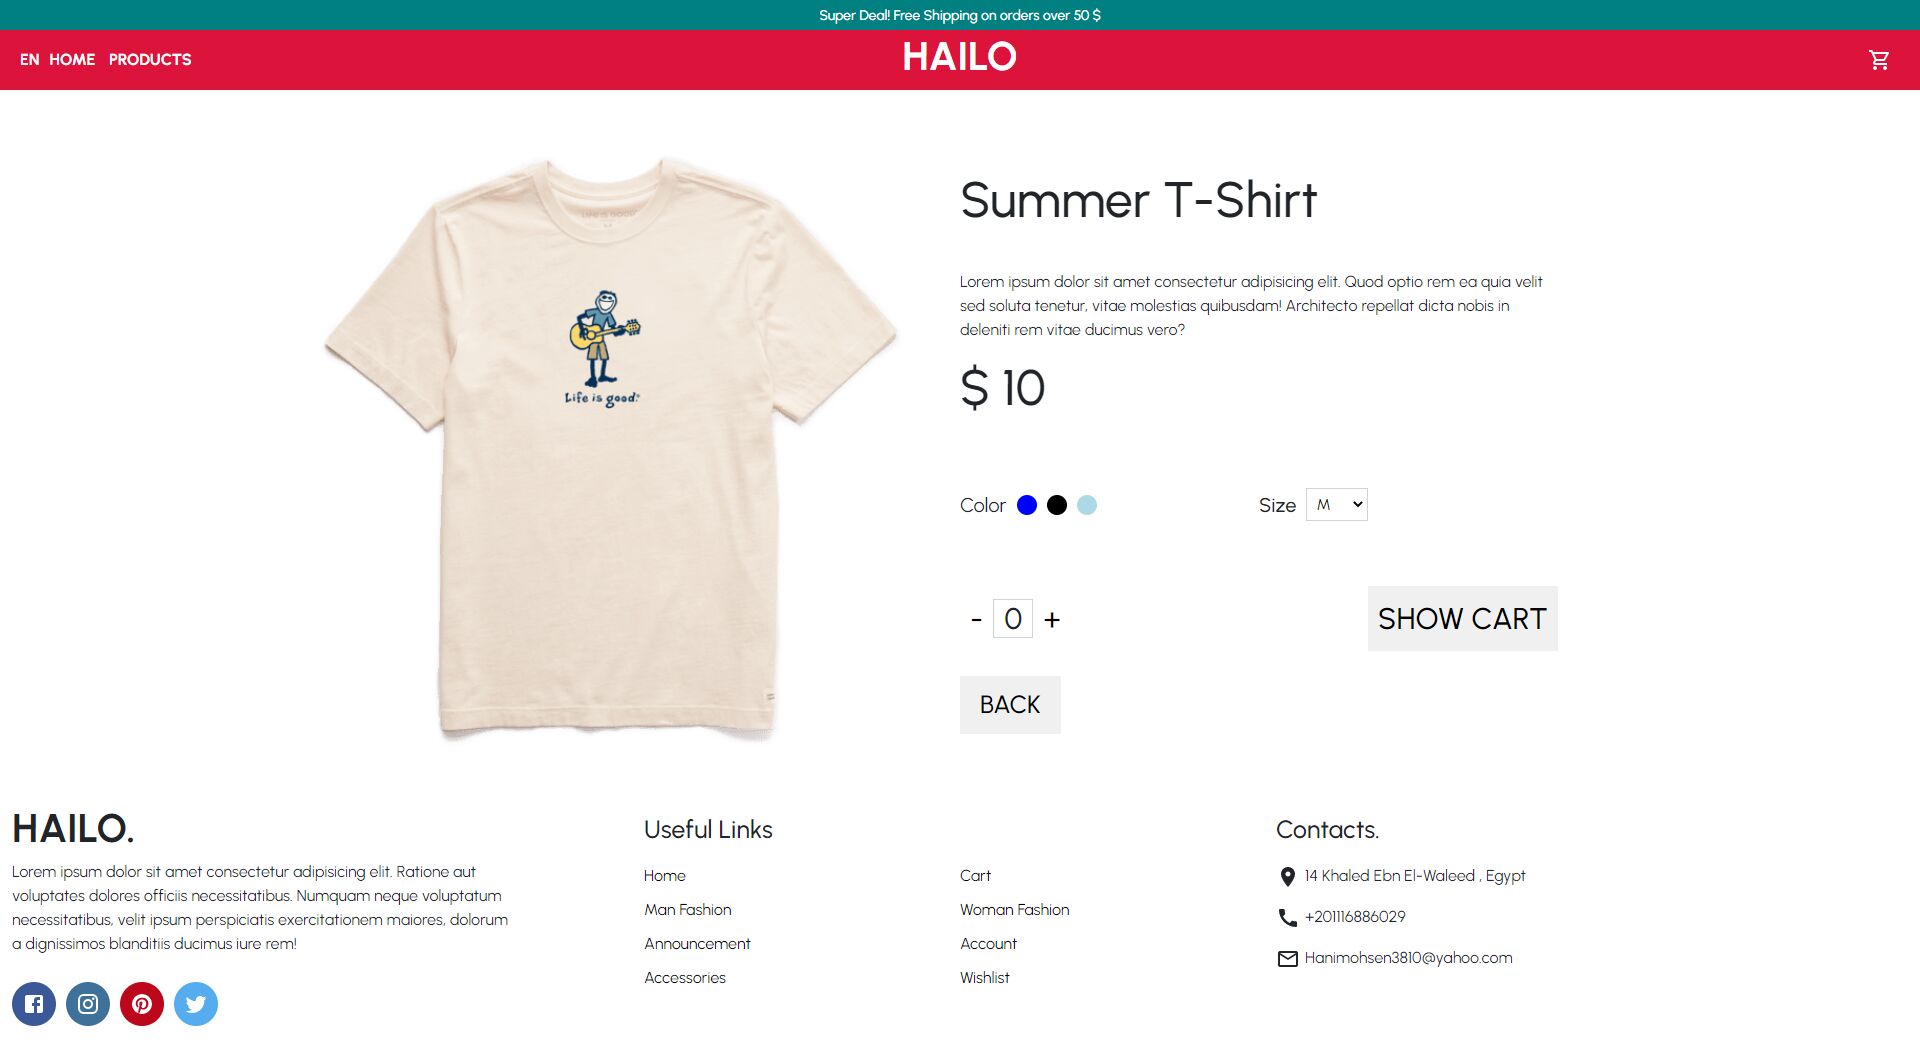 Super Deal! Free Shipping on orders over 50 $
EN HOME PRODUCTS
HAILO
LIFE IS GOOD
Life is good.
Summer T-Shirt
Lorem ipsum dolor sit amet consectetur adipisicing elit. Quod optio rem ea quia velit
sed soluta tenetur, vitae molestias quibusdam! Architecto repellat dicta nobis in
deleniti rem vitae ducimus vero?
$ 10
Color
Size M
- 0 +
SHOW CART
BACK
HAILO.
Lorem ipsum dolor sit amet consectetur adipisicing elit. Ratione aut
voluptates dolores officiis necessitatibus. Numquam neque voluptatum
necessitatibus, velit ipsum perspiciatis exercitationem maiores, dolorum
a dignissimos blanditiis ducimus iure rem!
Useful Links
Home
Man Fashion
Announcement
Accessories
Cart
Woman Fashion
Account
Wishlist
Contacts.
14 Khaled Ebn El-Waleed , Egypt
+201116886029
Hanimohsen3810@yahoo.com